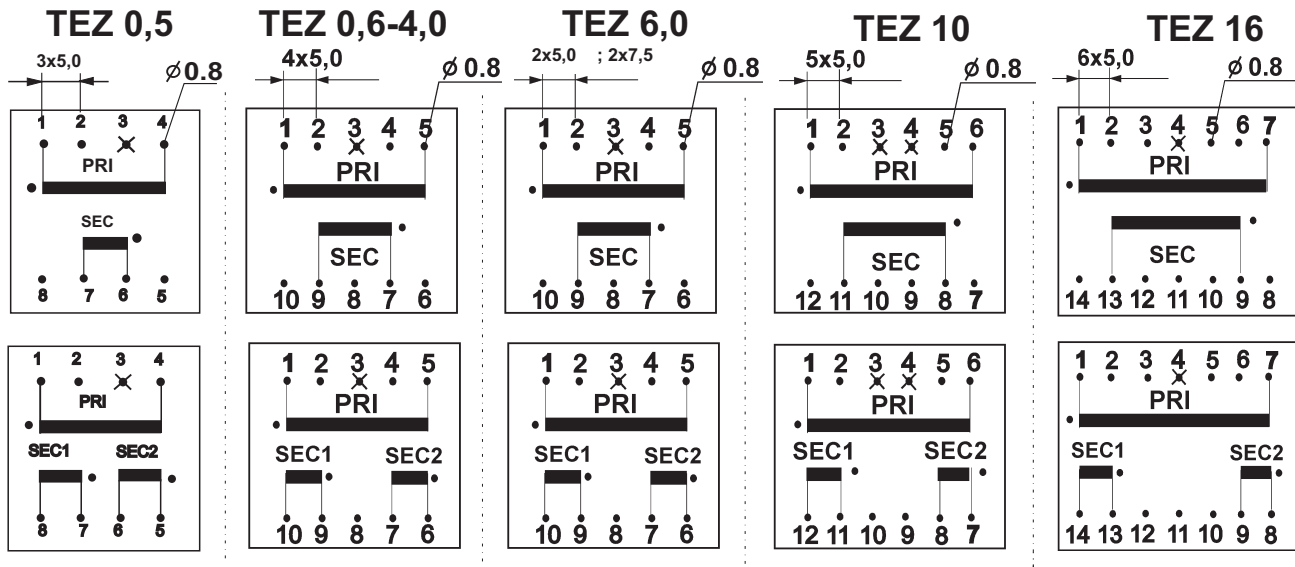 TEZ 0,5 TEZ 0,6-4,0 TEZ 6,0 TEZ 10 TEZ 16
3x5,0 4x5,0 2x5,0 ; 2x7,5 5x5,0 6x5,0
ø 0.8 ø 0.8 ø 0.8 ø 0.8
1 2 3 4 1 2 3 4 5 1 2 3 4 5 1 2 3 4 5 6 1 2 3 4 5 6 7
PRI PRI PRI PRI PRI
SEC SEC SEC SEC SEC
8 7 6 5 10 9 8 7 6 10 9 8 7 6 12 11 10 9 8 7 14 13 12 11 10 9 8
1 2 3 4 1 2 3 4 5 1 2 3 4 5 1 2 3 4 5 6 1 2 3 4 5 6 7
PRI PRI PRI PRI PRI
SEC1 SEC2 SEC1 SEC2 SEC1 SEC2 SEC1 SEC2 SEC1 SEC2
8 7 6 5 10 9 8 7 6 10 9 8 7 6 12 11 10 9 8 7 14 13 12 11 10 9 8